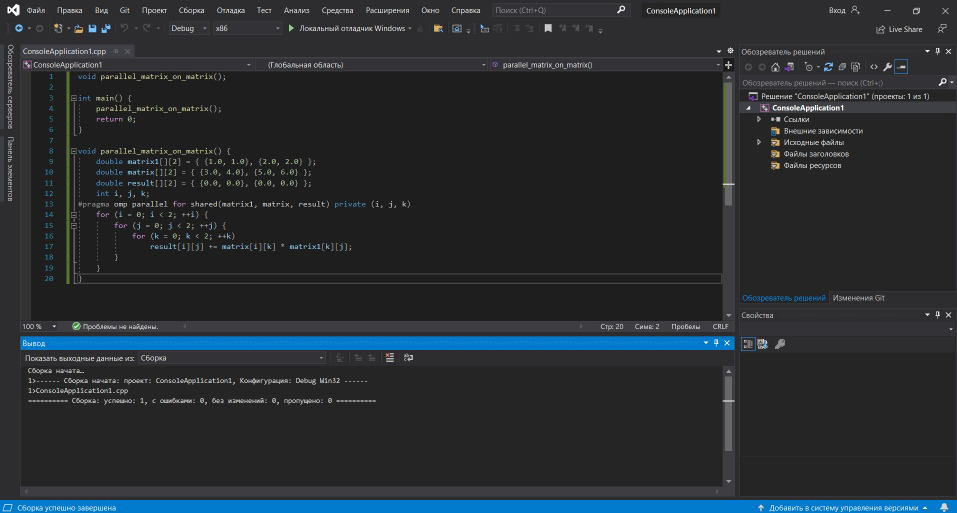 Файл Правка Вид Git Проект Сборка Отладка Тест Анализ Средства Расширения Окно Справка Поиск (Ctrl+Q) ConsoleApplication1 Вход
Debug x86 Локальный отладчик Windows Live Share
Обозреватель серверов
Панель элементов
ConsoleApplication1.cpp
ConsoleApplication1 (Глобальная область) parallel_matrix_on_matrix()
1 void parallel_matrix_on_matrix();
2
3 int main() {
4 parallel_matrix_on_matrix();
5 return 0;
6 }
7
8 void parallel_matrix_on_matrix() {
9 double matrix1[][2] = { {1.0, 1.0}, {2.0, 2.0} };
10 double matrix[][2] = { {3.0, 4.0}, {5.0, 6.0} };
11 double result[][2] = { {0.0, 0.0}, {0.0, 0.0} };
12 int i, j, k;
13 #pragma omp parallel for shared(matrix1, matrix, result) private (i, j, k)
14 for (i = 0; i < 2; ++i) {
15 for (j = 0; j < 2; ++j) {
16 for (k = 0; k < 2; ++k)
17 result[i][j] += matrix[i][k] * matrix1[k][j];
18 }
19 }
20 }
100 % Проблемы не найдены. Стр: 20 Симв: 2 Пробелы CRLF
Вывод
Показать выходные данные из: Сборка
Сборка начата…
1>------ Сборка начата: проект: ConsoleApplication1, Конфигурация: Debug Win32 ------
1>ConsoleApplication1.cpp
========== Сборка: успешно: 1, с ошибками: 0, без изменений: 0, пропущено: 0 ==========
Обозреватель решений
Обозреватель решений — поиск (Ctrl+;)
Решение "ConsoleApplication1" (проекты: 1 из 1)
ConsoleApplication1
Ссылки
Внешние зависимости
Исходные файлы
Файлы заголовков
Файлы ресурсов
Обозреватель решений Изменения Git
Свойства
Сборка успешно завершена Добавить в систему управления версиями